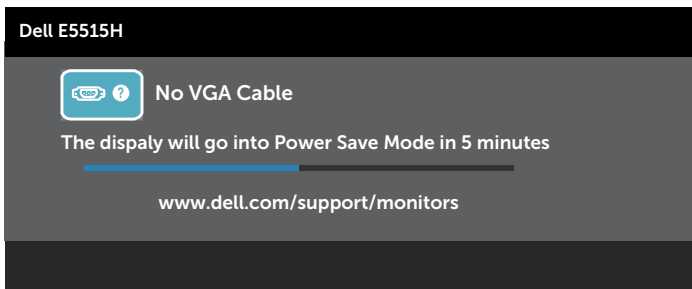 Dell E5515H
No VGA Cable
The dispaly will go into Power Save Mode in 5 minutes
www.dell.com/support/monitors